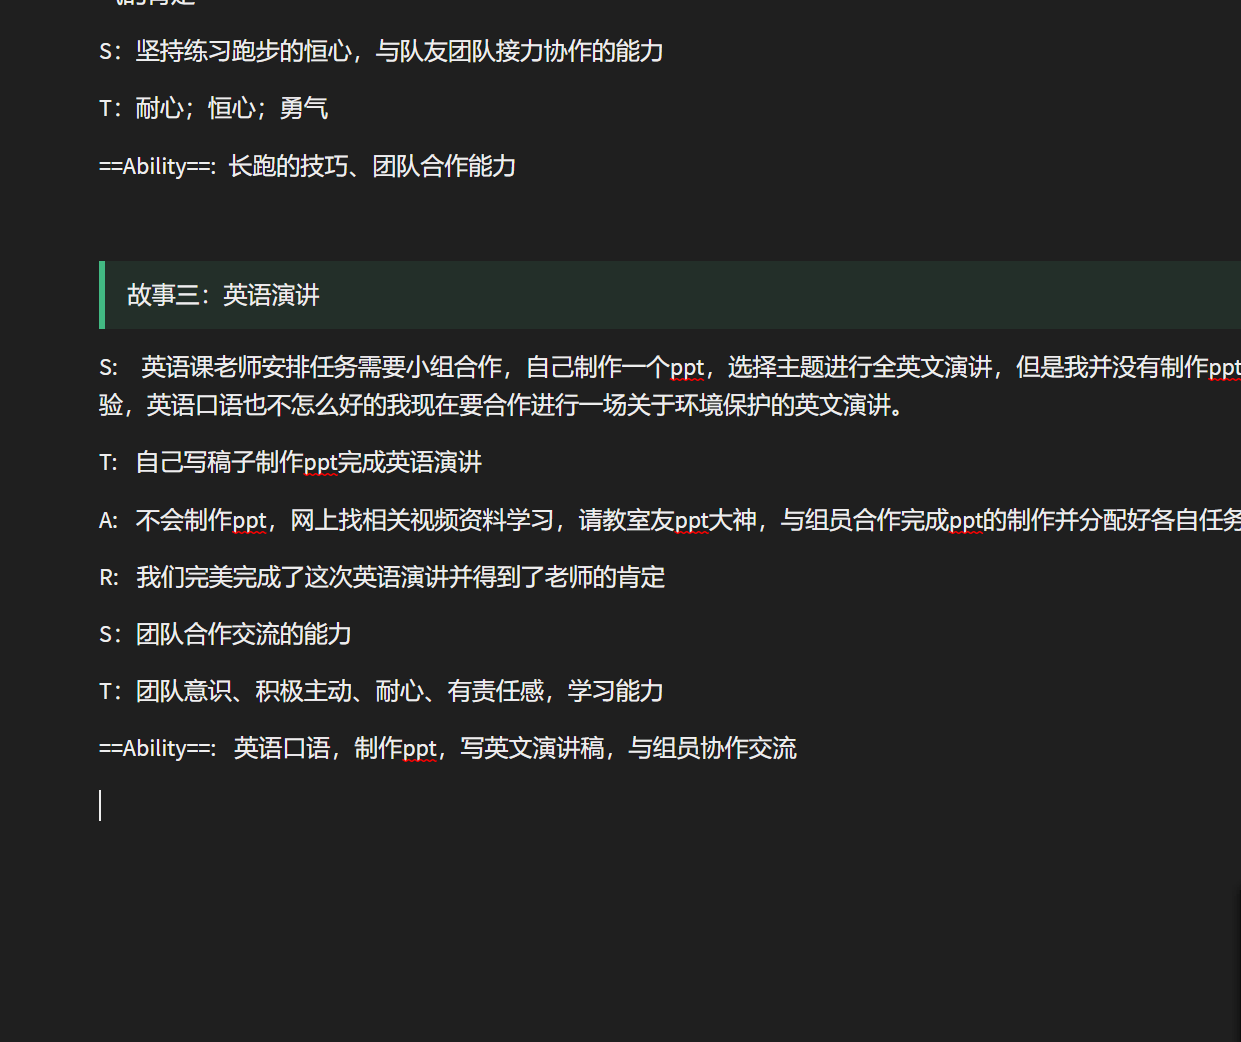 的肯定
S：坚持练习跑步的恒心，与队友团队接力协作的能力
T：耐心；恒心；勇气
==Ability==：长跑的技巧、团队合作能力
故事三：英语演讲
S： 英语课老师安排任务需要小组合作，自己制作一个ppt，选择主题进行全英文演讲，但是我并没有制作ppt
验，英语口语也不怎么好的我现在要合作进行一场关于环境保护的英文演讲。
T: 自己写稿子制作ppt完成英语演讲
A: 不会制作ppt，网上找相关视频资料学习，请教室友ppt大神，与组员合作完成ppt的制作并分配好各自任务
R: 我们完美完成了这次英语演讲并得到了老师的肯定
S：团队合作交流的能力
T：团队意识、积极主动、耐心、有责任感，学习能力
==Ability==: 英语口语，制作ppt，写英文演讲稿，与组员协作交流